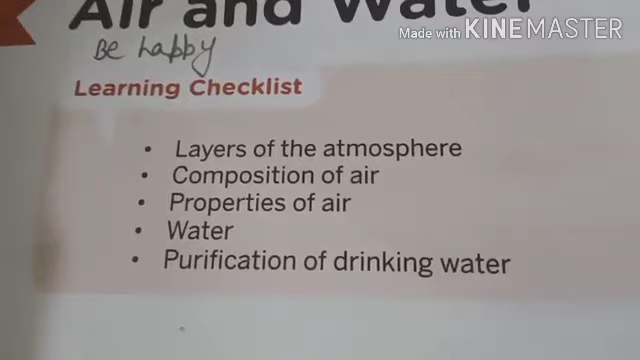 Air and Water
Made with KINEMASTER
Be happy
Learning Checklist
• Layers of the atmosphere
• Composition of air
• Properties of air
• Water
• Purification of drinking water